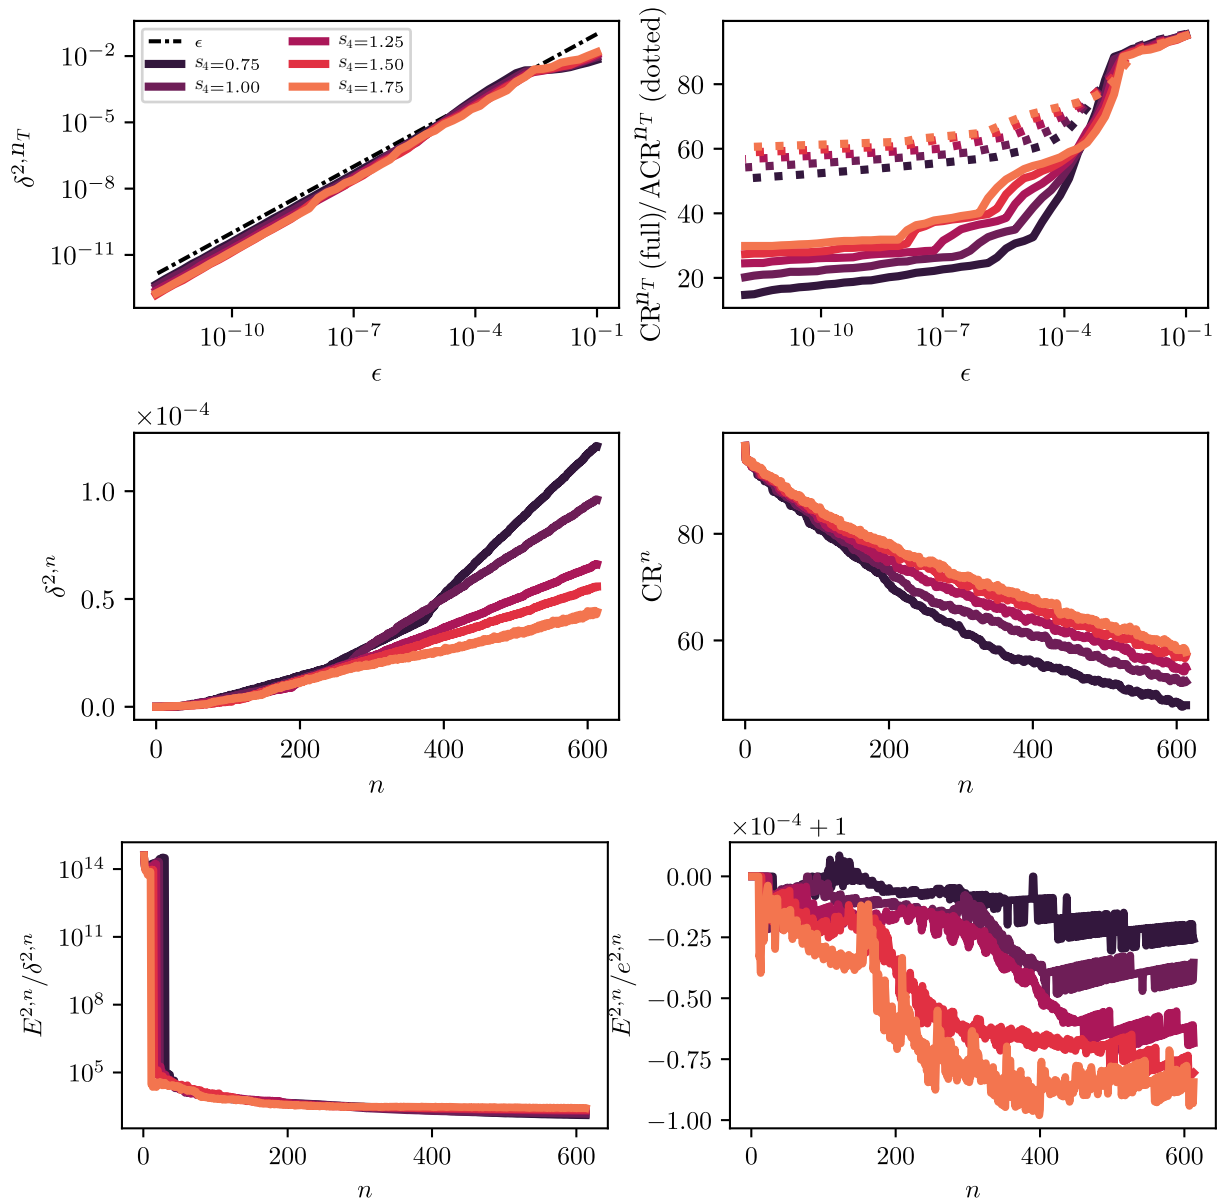 10⁻²
10⁻⁵
10⁻⁸
10⁻¹¹
δ^{2,n_T}
ϵ
s₄=0.75
s₄=1.00
s₄=1.25
s₄=1.50
s₄=1.75
10⁻¹⁰ 10⁻⁷ 10⁻⁴ 10⁻¹
ϵ
CR^{n_T} (full)/ACR^{n_T} (dotted)
80
60
40
20
10⁻¹⁰ 10⁻⁷ 10⁻⁴ 10⁻¹
ϵ
×10⁻⁴
1.0
0.5
0.0
δ^{2,n}
0 200 400 600
n
CR^n
80
60
0 200 400 600
n
10¹⁴
10¹¹
10⁸
10⁵
E^{2,n}/δ^{2,n}
0 200 400 600
n
×10⁻⁴ + 1
0.00
−0.25
−0.50
−0.75
−1.00
E^{2,n}/e^{2,n}
0 200 400 600
n